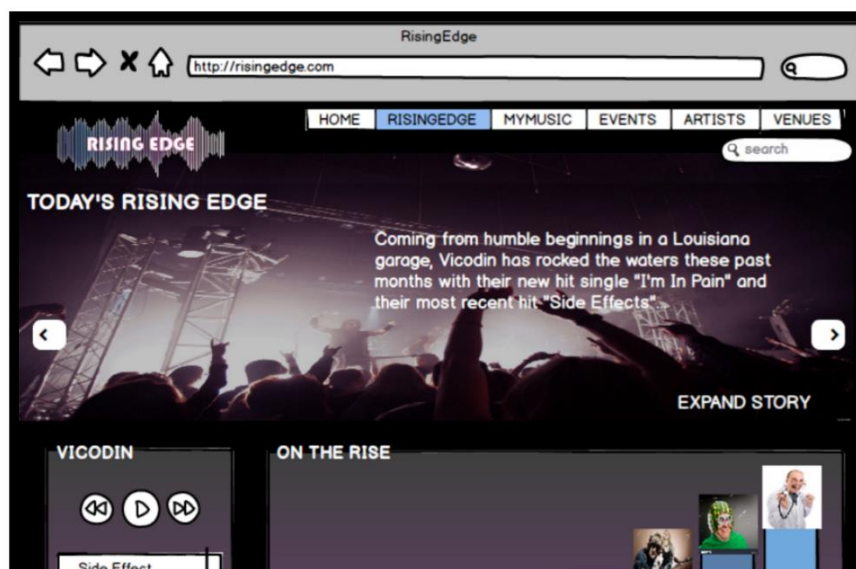 RisingEdge
http://risingedge.com
HOME RISINGEDGE MYMUSIC EVENTS ARTISTS VENUES
RISING EDGE
search
TODAY'S RISING EDGE
Coming from humble beginnings in a Louisiana
garage, Vicodin has rocked the waters these past
months with their new hit single "I'm In Pain" and
their most recent hit "Side Effects"...
EXPAND STORY
VICODIN
ON THE RISE
Side Effect